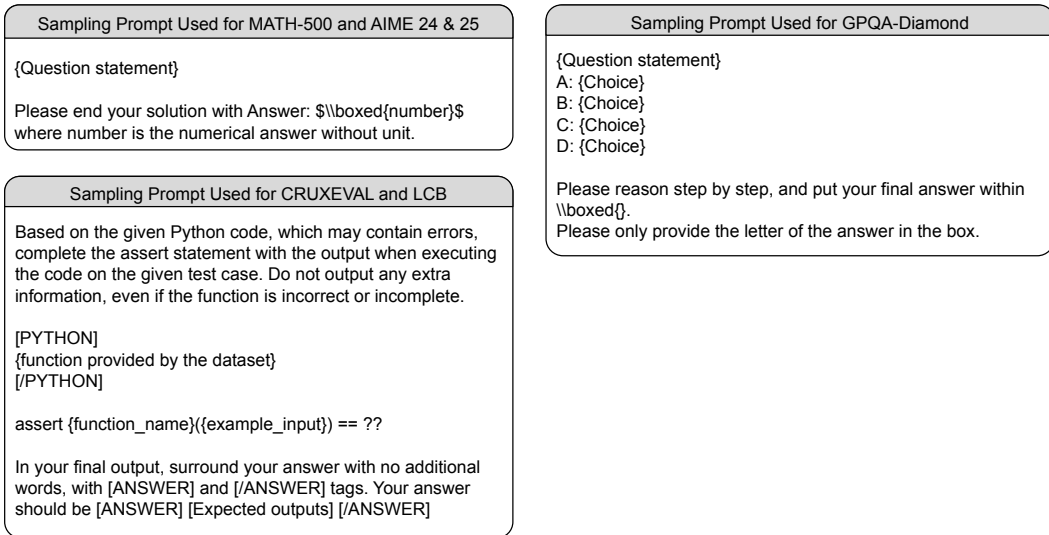 Sampling Prompt Used for MATH-500 and AIME 24 & 25
{Question statement}
Please end your solution with Answer: $\\boxed{number}$
where number is the numerical answer without unit.
Sampling Prompt Used for CRUXEVAL and LCB
Based on the given Python code, which may contain errors,
complete the assert statement with the output when executing
the code on the given test case. Do not output any extra
information, even if the function is incorrect or incomplete.
[PYTHON]
{function provided by the dataset}
[/PYTHON]
assert {function_name}({example_input}) == ??
In your final output, surround your answer with no additional
words, with [ANSWER] and [/ANSWER] tags. Your answer
should be [ANSWER] [Expected outputs] [/ANSWER]
Sampling Prompt Used for GPQA-Diamond
{Question statement}
A: {Choice}
B: {Choice}
C: {Choice}
D: {Choice}
Please reason step by step, and put your final answer within
\\boxed{}.
Please only provide the letter of the answer in the box.